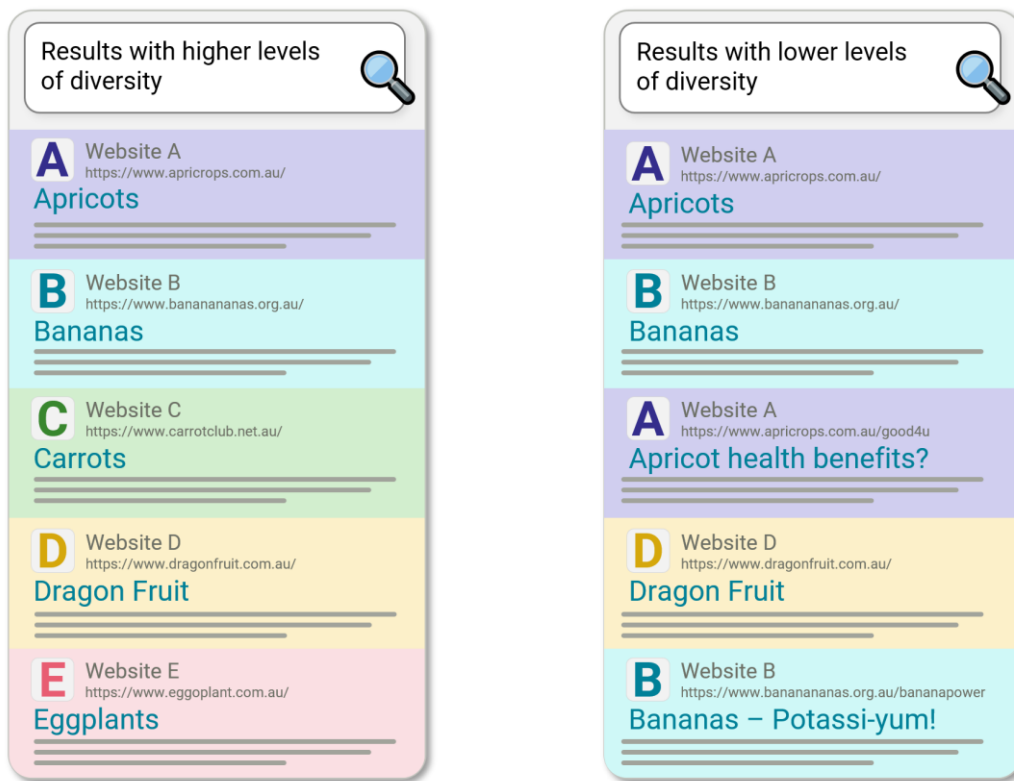 Results with higher levels
of diversity
A
Website A
https://www.apricrops.com.au/
Apricots
B
Website B
https://www.bananananas.org.au/
Bananas
C
Website C
https://www.carrotclub.net.au/
Carrots
D
Website D
https://www.dragonfruit.com.au/
Dragon Fruit
E
Website E
https://www.eggoplant.com.au/
Eggplants
Results with lower levels
of diversity
A
Website A
https://www.apricrops.com.au/
Apricots
B
Website B
https://www.bananananas.org.au/
Bananas
A
Website A
https://www.apricrops.com.au/good4u
Apricot health benefits?
D
Website D
https://www.dragonfruit.com.au/
Dragon Fruit
B
Website B
https://www.bananananas.org.au/bananapower
Bananas – Potassi-yum!